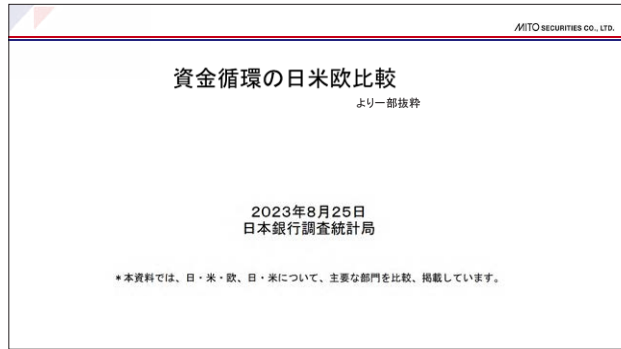 MITO SECURITIES CO., LTD.
資金循環の日米欧比較
より一部抜粋
2023年8月25日
日本銀行調査統計局
*本資料では、日・米・欧、日・米について、主要な部門を比較、掲載しています。